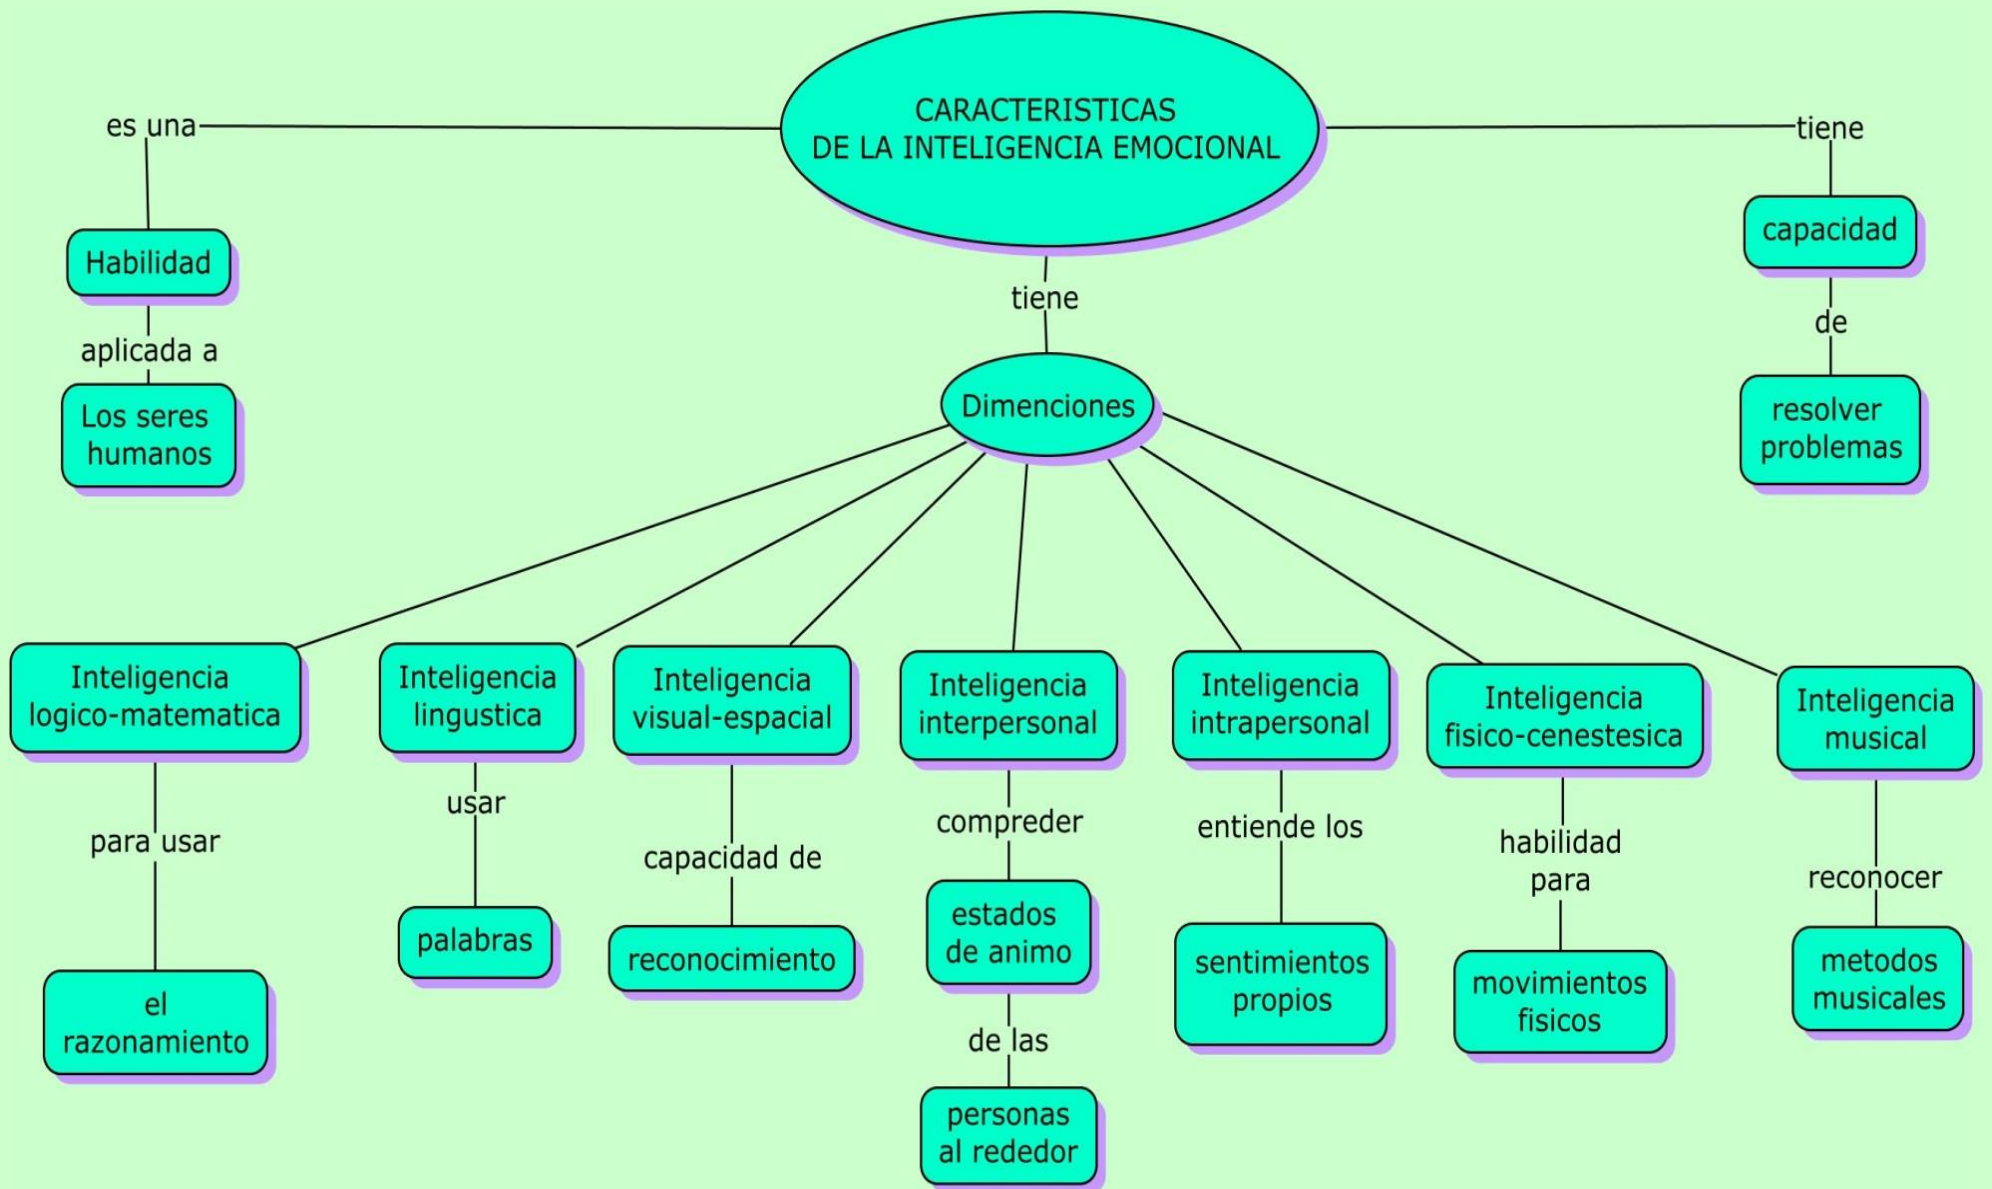 CARACTERISTICAS
DE LA INTELIGENCIA EMOCIONAL
es una
Habilidad
aplicada a
Los seres
humanos
tiene
capacidad
de
resolver
problemas
tiene
Dimenciones
Inteligencia
logico-matematica
para usar
el
razonamiento
Inteligencia
lingustica
usar
palabras
Inteligencia
visual-espacial
capacidad de
reconocimiento
Inteligencia
interpersonal
compreder
estados
de animo
de las
personas
al rededor
Inteligencia
intrapersonal
entiende los
sentimientos
propios
Inteligencia
fisico-cenestesica
habilidad
para
movimientos
fisicos
Inteligencia
musical
reconocer
metodos
musicales